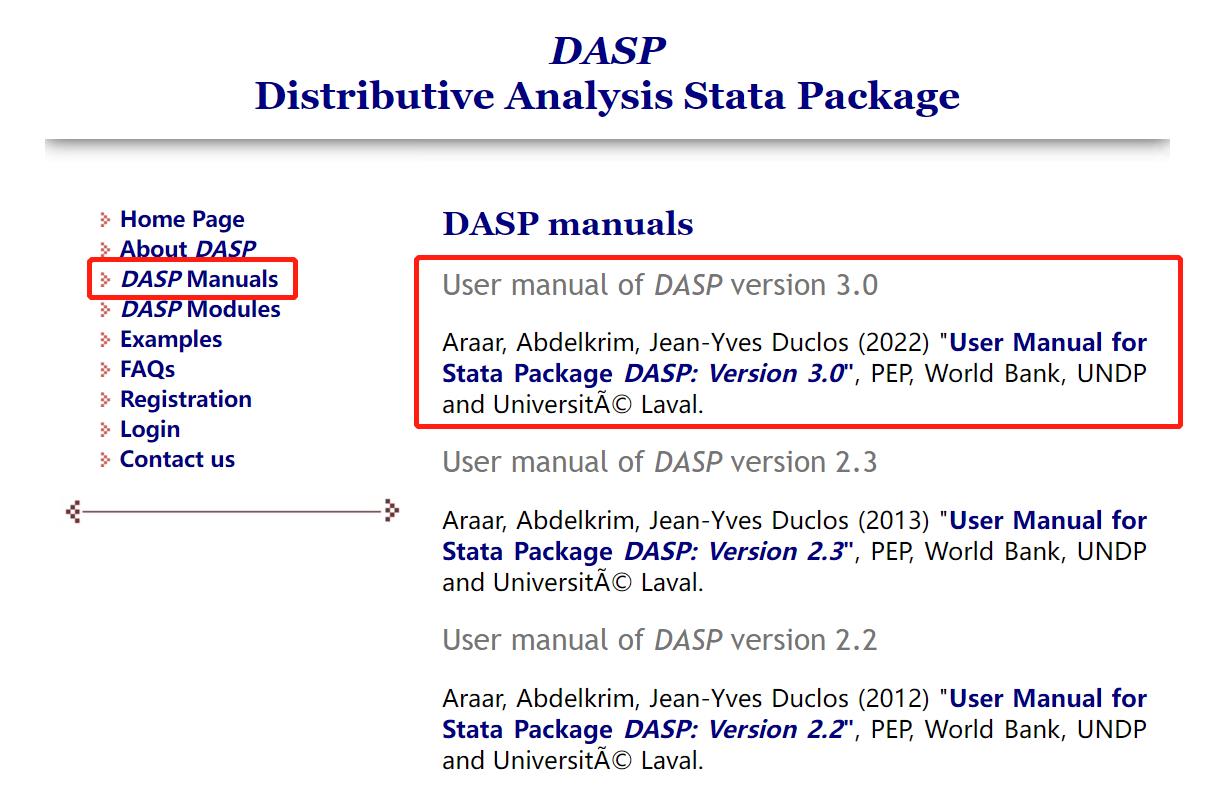 DASP
Distributive Analysis Stata Package
Home Page
About DASP
DASP Manuals
DASP Modules
Examples
FAQs
Registration
Login
Contact us
DASP manuals
User manual of DASP version 3.0
Araar, Abdelkrim, Jean-Yves Duclos (2022) "User Manual for
Stata Package DASP: Version 3.0", PEP, World Bank, UNDP
and UniversitÃ© Laval.
User manual of DASP version 2.3
Araar, Abdelkrim, Jean-Yves Duclos (2013) "User Manual for
Stata Package DASP: Version 2.3", PEP, World Bank, UNDP
and UniversitÃ© Laval.
User manual of DASP version 2.2
Araar, Abdelkrim, Jean-Yves Duclos (2012) "User Manual for
Stata Package DASP: Version 2.2", PEP, World Bank, UNDP
and UniversitÃ© Laval.